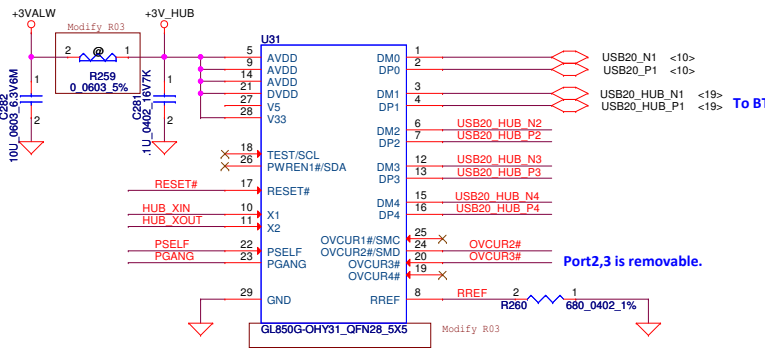 +3VALW
+3V_HUB
Modify R03
2 @ 1
R259
0_0603_5%
C282
10U_0603_6.3V6M
1
2
C281
.1U_0402_16V7K
1
2
U31
5 AVDD
9 AVDD
14 AVDD
21 DVDD
27 V5
28 V33
18 TEST/SCL
26 PWREN1#/SDA
RESET# 17 RESET#
HUB_XIN 10 X1
HUB_XOUT 11 X2
PSELF 22 PSELF
PGANG 23 PGANG
29 GND
DM0 1 USB20_N1 <10>
DP0 2 USB20_P1 <10>
DM1 3 USB20_HUB_N1 <19>
DP1 4 USB20_HUB_P1 <19>
To BT
DM2 6 USB20_HUB_N2
DP2 7 USB20_HUB_P2
DM3 12 USB20_HUB_N3
DP3 13 USB20_HUB_P3
DM4 15 USB20_HUB_N4
DP4 16 USB20_HUB_P4
OVCUR1#/SMC 25
OVCUR2#/SMD 24 OVCUR2#
OVCUR3# 20 OVCUR3#
OVCUR4# 19
Port2,3 is removable.
RREF 8 RREF 2 1
R260 680_0402_1%
GL850G-OHY31_QFN28_5X5
Modify R03